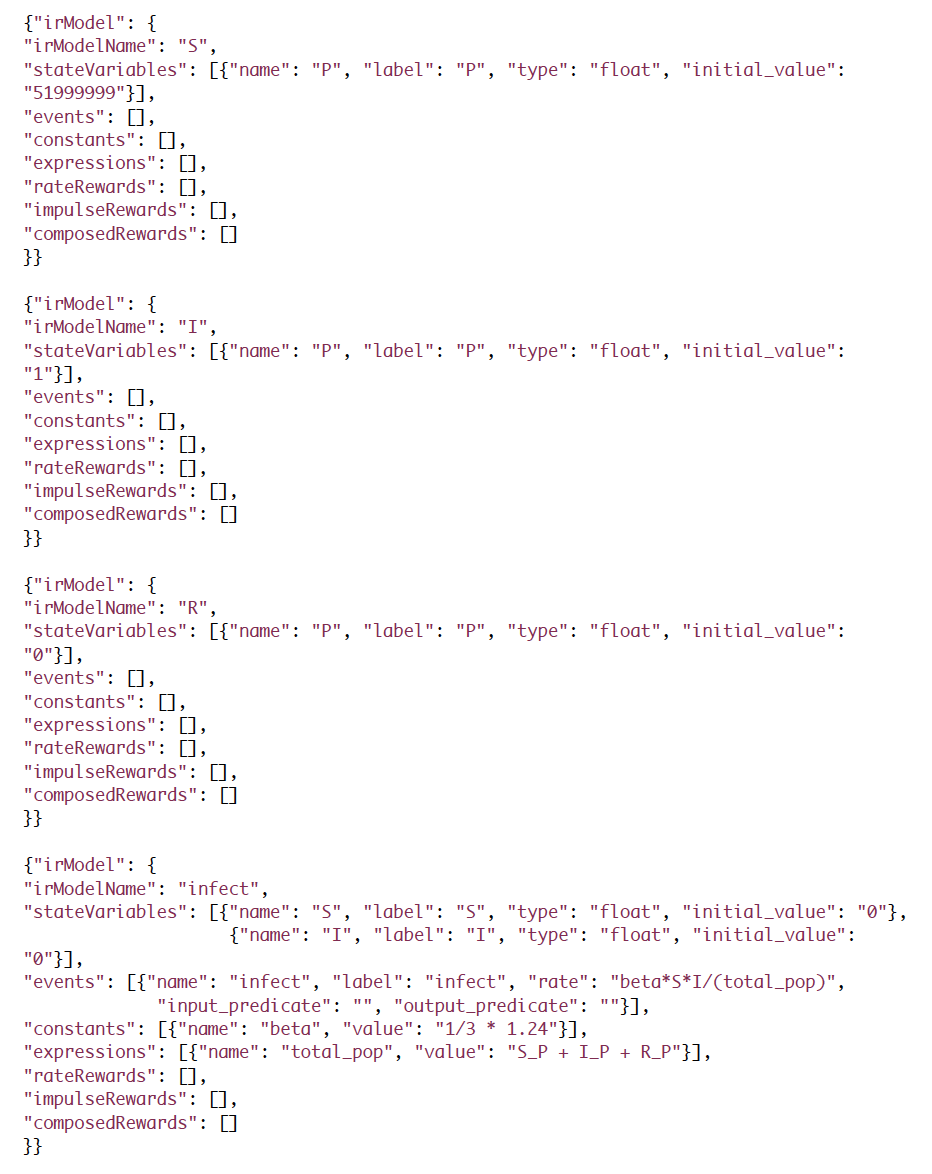 {"irModel": {
"irModelName": "S",
"stateVariables": [{"name": "P", "label": "P", "type": "float", "initial_value":
"51999999"}],
"events": [],
"constants": [],
"expressions": [],
"rateRewards": [],
"impulseRewards": [],
"composedRewards": []
}}

{"irModel": {
"irModelName": "I",
"stateVariables": [{"name": "P", "label": "P", "type": "float", "initial_value":
"1"}],
"events": [],
"constants": [],
"expressions": [],
"rateRewards": [],
"impulseRewards": [],
"composedRewards": []
}}

{"irModel": {
"irModelName": "R",
"stateVariables": [{"name": "P", "label": "P", "type": "float", "initial_value":
"0"}],
"events": [],
"constants": [],
"expressions": [],
"rateRewards": [],
"impulseRewards": [],
"composedRewards": []
}}

{"irModel": {
"irModelName": "infect",
"stateVariables": [{"name": "S", "label": "S", "type": "float", "initial_value": "0"},
{"name": "I", "label": "I", "type": "float", "initial_value":
"0"}],
"events": [{"name": "infect", "label": "infect", "rate": "beta*S*I/(total_pop)",
"input_predicate": "", "output_predicate": ""}],
"constants": [{"name": "beta", "value": "1/3 * 1.24"}],
"expressions": [{"name": "total_pop", "value": "S_P + I_P + R_P"}],
"rateRewards": [],
"impulseRewards": [],
"composedRewards": []
}}